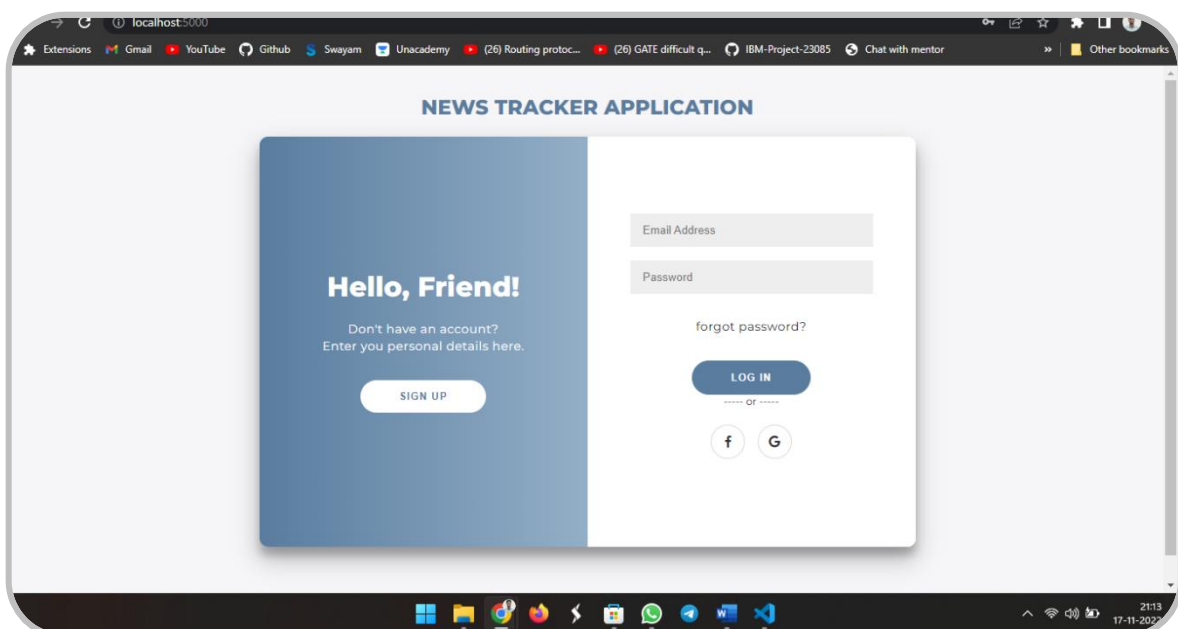 localhost:5000
Extensions Gmail YouTube Github Swayam Unacademy (26) Routing protoc... (26) GATE difficult q... IBM-Project-23085 Chat with mentor » Other bookmarks
NEWS TRACKER APPLICATION
Hello, Friend!
Don't have an account?
Enter you personal details here.
SIGN UP
Email Address
Password
forgot password?
LOG IN
----- or -----
f G
21:13
17-11-2022